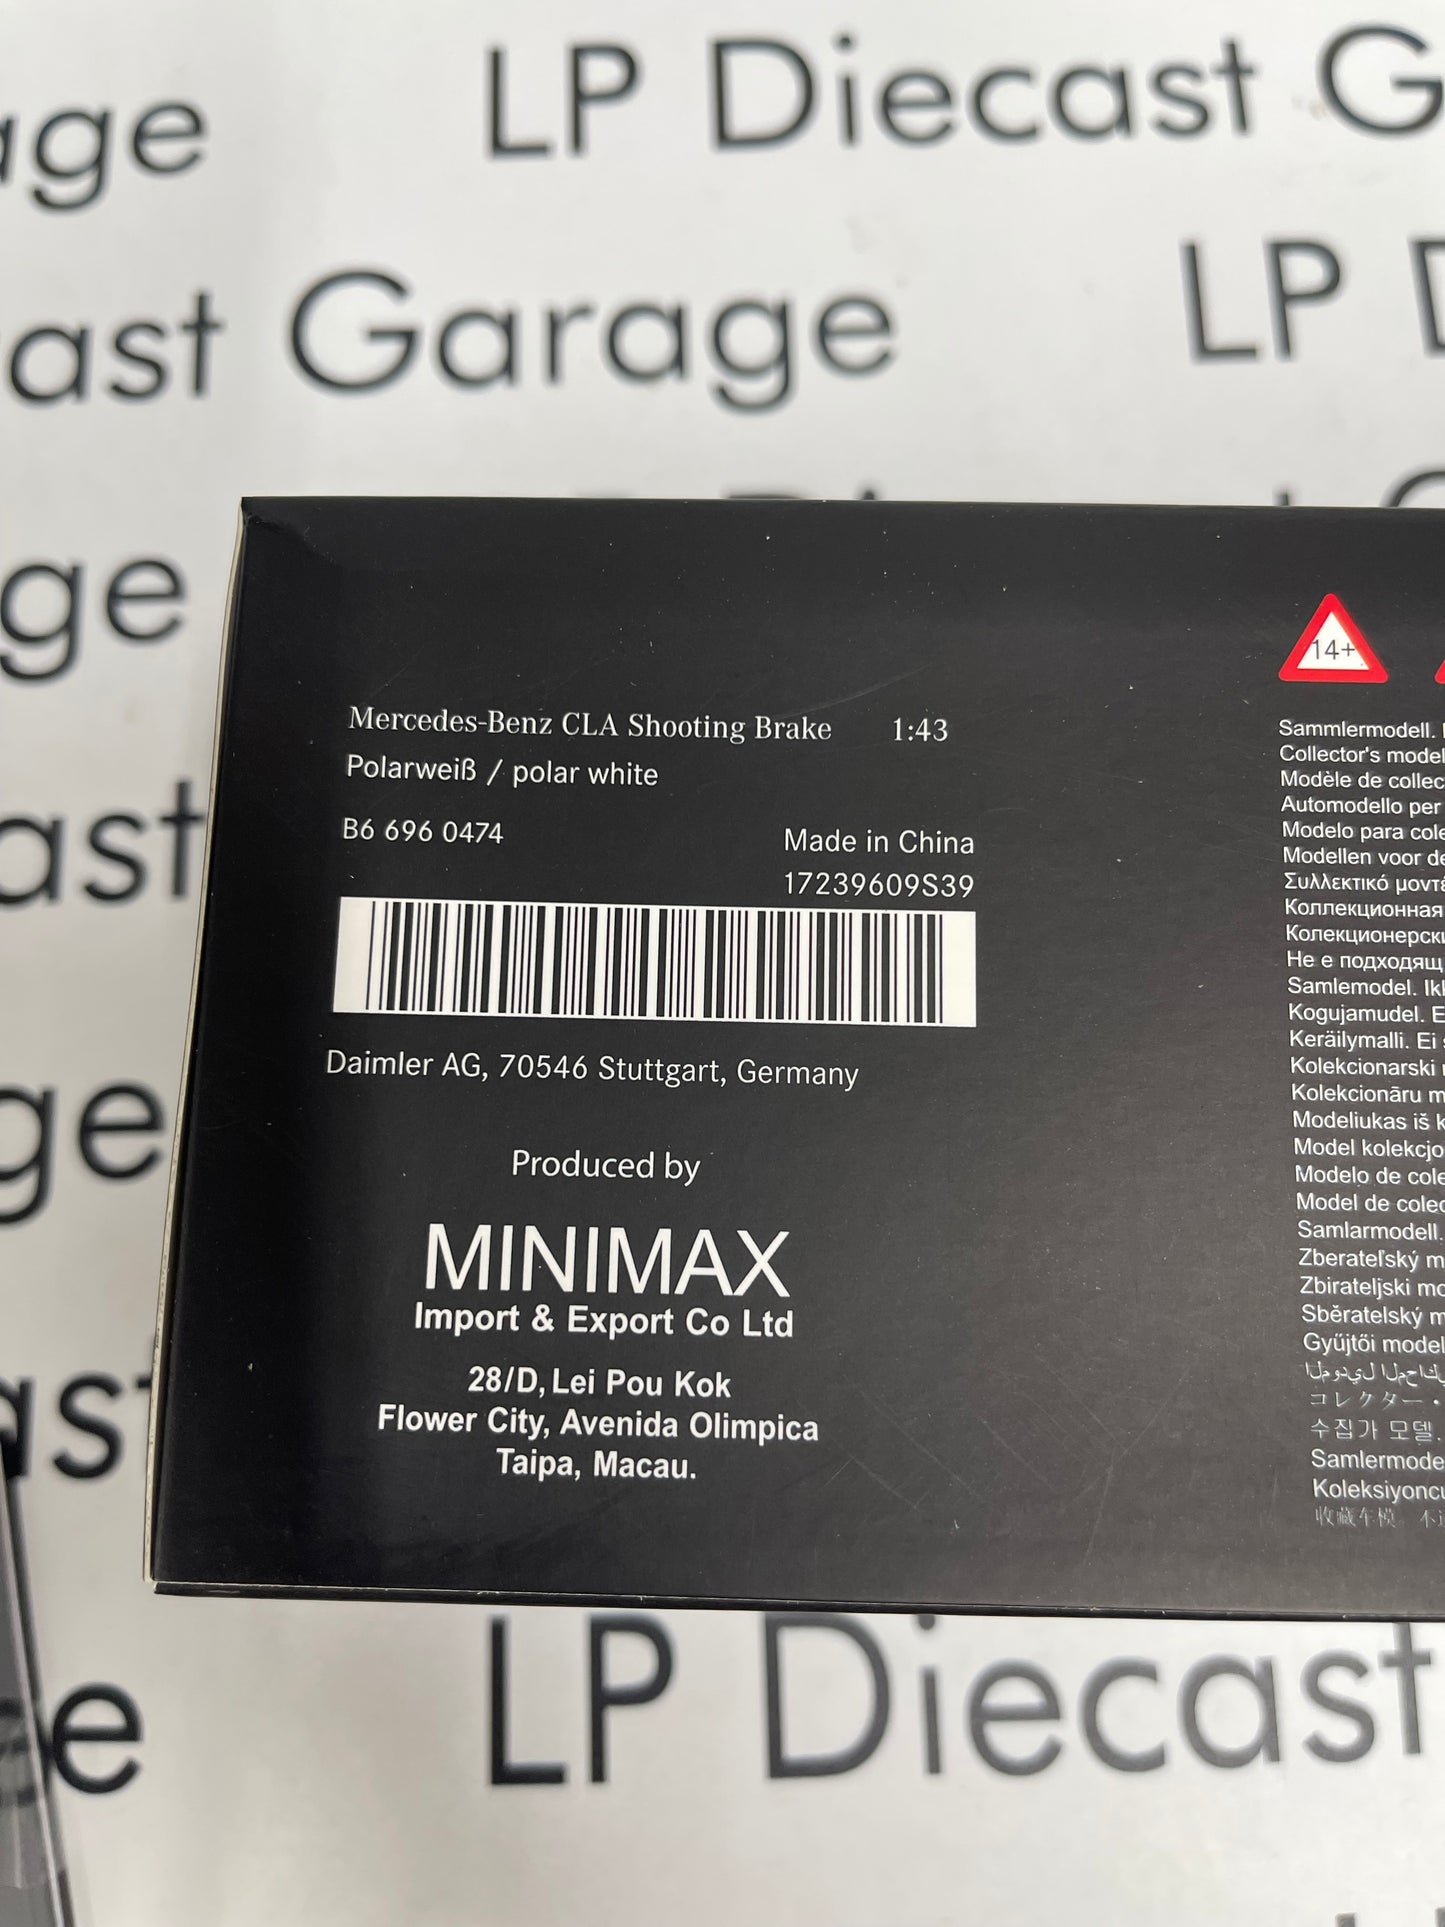 age
LP Diecast G
ast Garage
LP D
ge
Mercedes-Benz CLA Shooting Brake 1:43
Polarweiß / polar white
B6 696 0474
Made in China
17239609S39
Daimler AG, 70546 Stuttgart, Germany
Produced by
MINIMAX
Import & Export Co Ltd
28/D, Lei Pou Kok
Flower City, Avenida Olimpica
Taipa, Macau.
14+
Sammlermodell.
Collector's model
Modèle de collec
Automodello per
Modelo para cole
Modellen voor de
Συλλεκτικό μοντέ
Коллекционная
Колекционерски
Не е подходящ
Samlemodel. Ik
Kogujamudel. E
Keräilymalli. Ei
Kolekcionarski
Kolekcionāru m
Modeliukas iš k
Model kolekcjo
Modelo de cole
Model de colec
Samlarmodell.
Zberateľský m
Zbirateljski mo
Sběratelský m
Gyűjtői model
コレクター・
수집가 모델.
Samlermode
Koleksiyoncu
收藏车模
ast
ge
as
e
LP Diecast